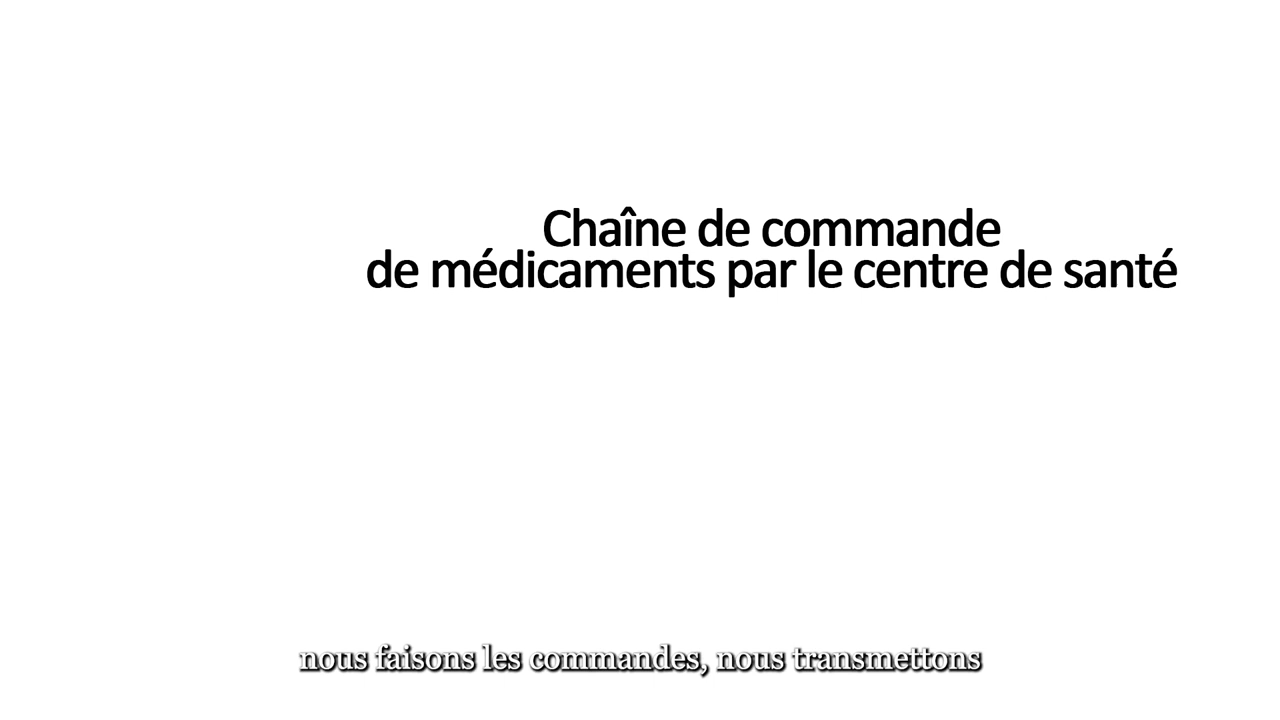 Chaîne de commande
de médicaments par le centre de santé
nous faisons les commandes, nous transmettons